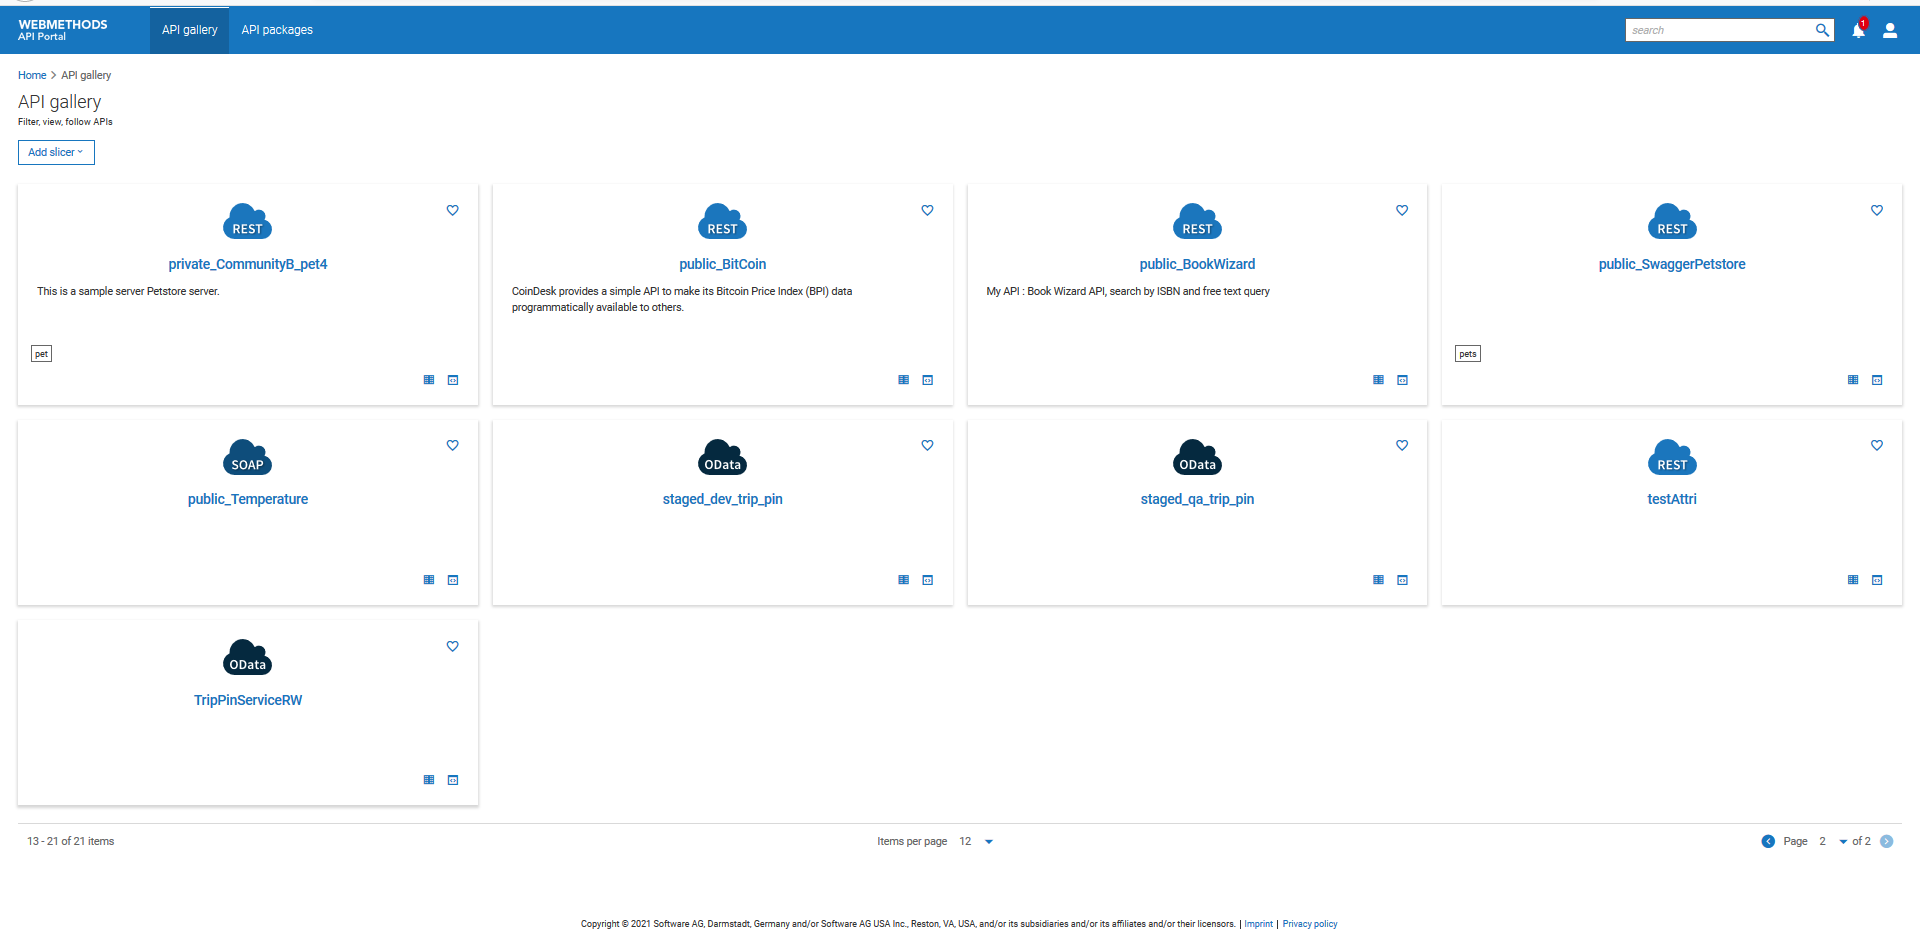 WEBMETHODS
API Portal
API gallery
API packages
search
1
Home > API gallery
API gallery
Filter, view, follow APIs
Add slicer
REST
private_CommunityB_pet4
This is a sample server Petstore server.
pet
REST
public_BitCoin
CoinDesk provides a simple API to make its Bitcoin Price Index (BPI) data
programmatically available to others.
REST
public_BookWizard
My API : Book Wizard API, search by ISBN and free text query
REST
public_SwaggerPetstore
pets
SOAP
public_Temperature
OData
staged_dev_trip_pin
OData
staged_qa_trip_pin
REST
testAttri
OData
TripPinServiceRW
13 - 21 of 21 items
Items per page 12
Page 2 of 2
Copyright © 2021 Software AG, Darmstadt, Germany and/or Software AG USA Inc., Reston, VA, USA, and/or its subsidiaries and/or its affiliates and/or their licensors. | Imprint | Privacy policy